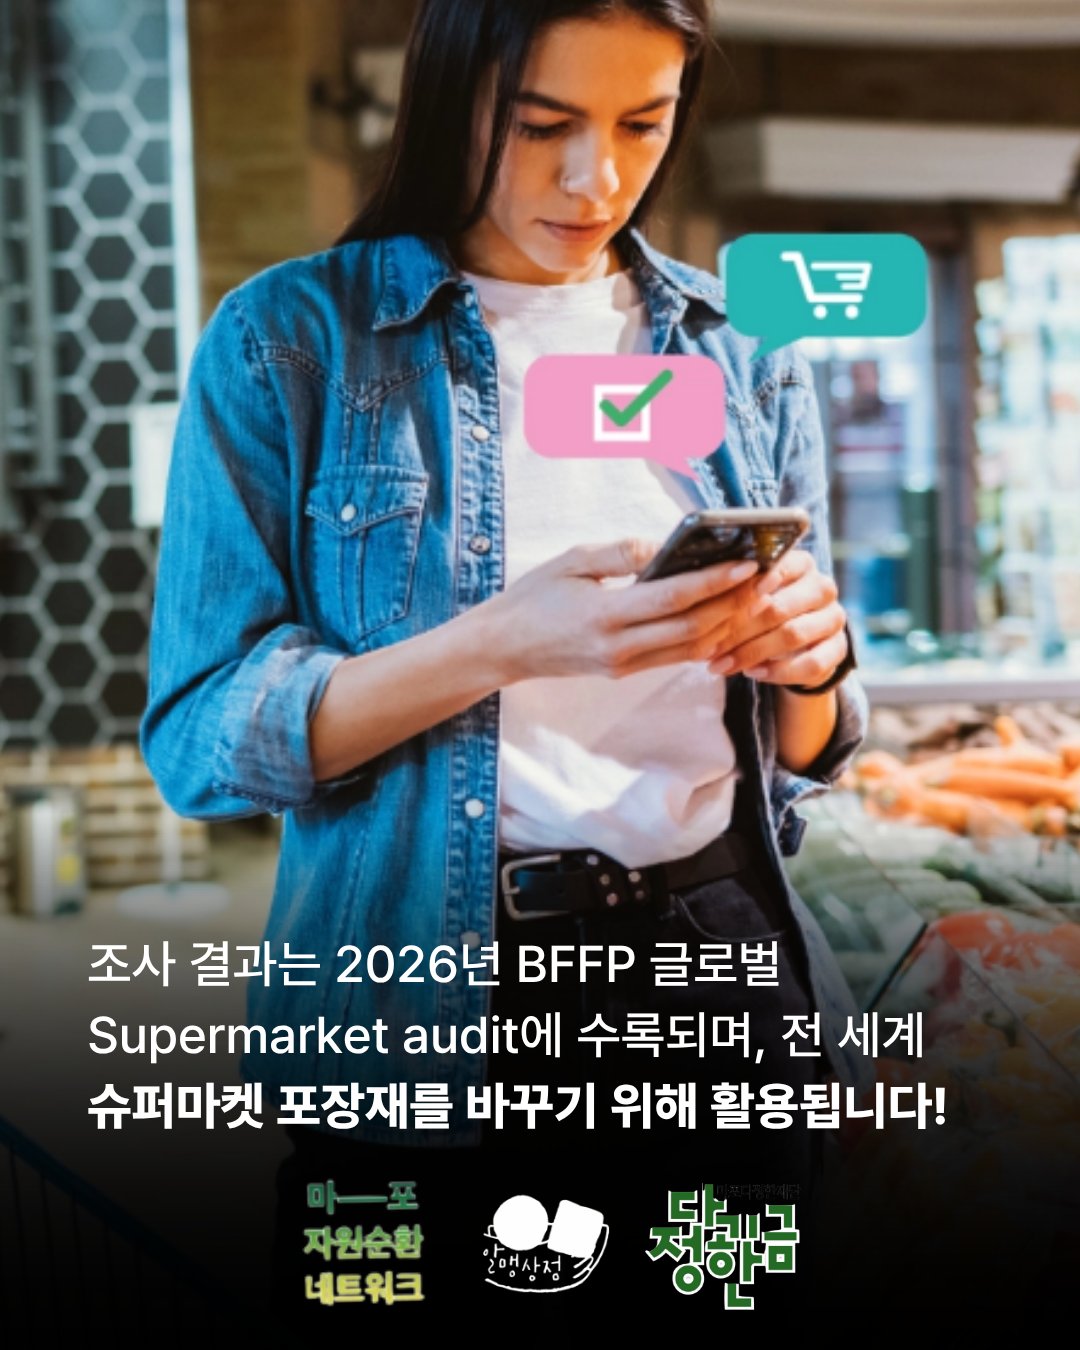 조사 결과는 2026년 BFFP 글로벌
Supermarket audit에 수록되며, 전 세계
슈퍼마켓 포장재를 바꾸기 위해 활용됩니다!
마—포
자원순환
네트워크
알맹상점
다정한